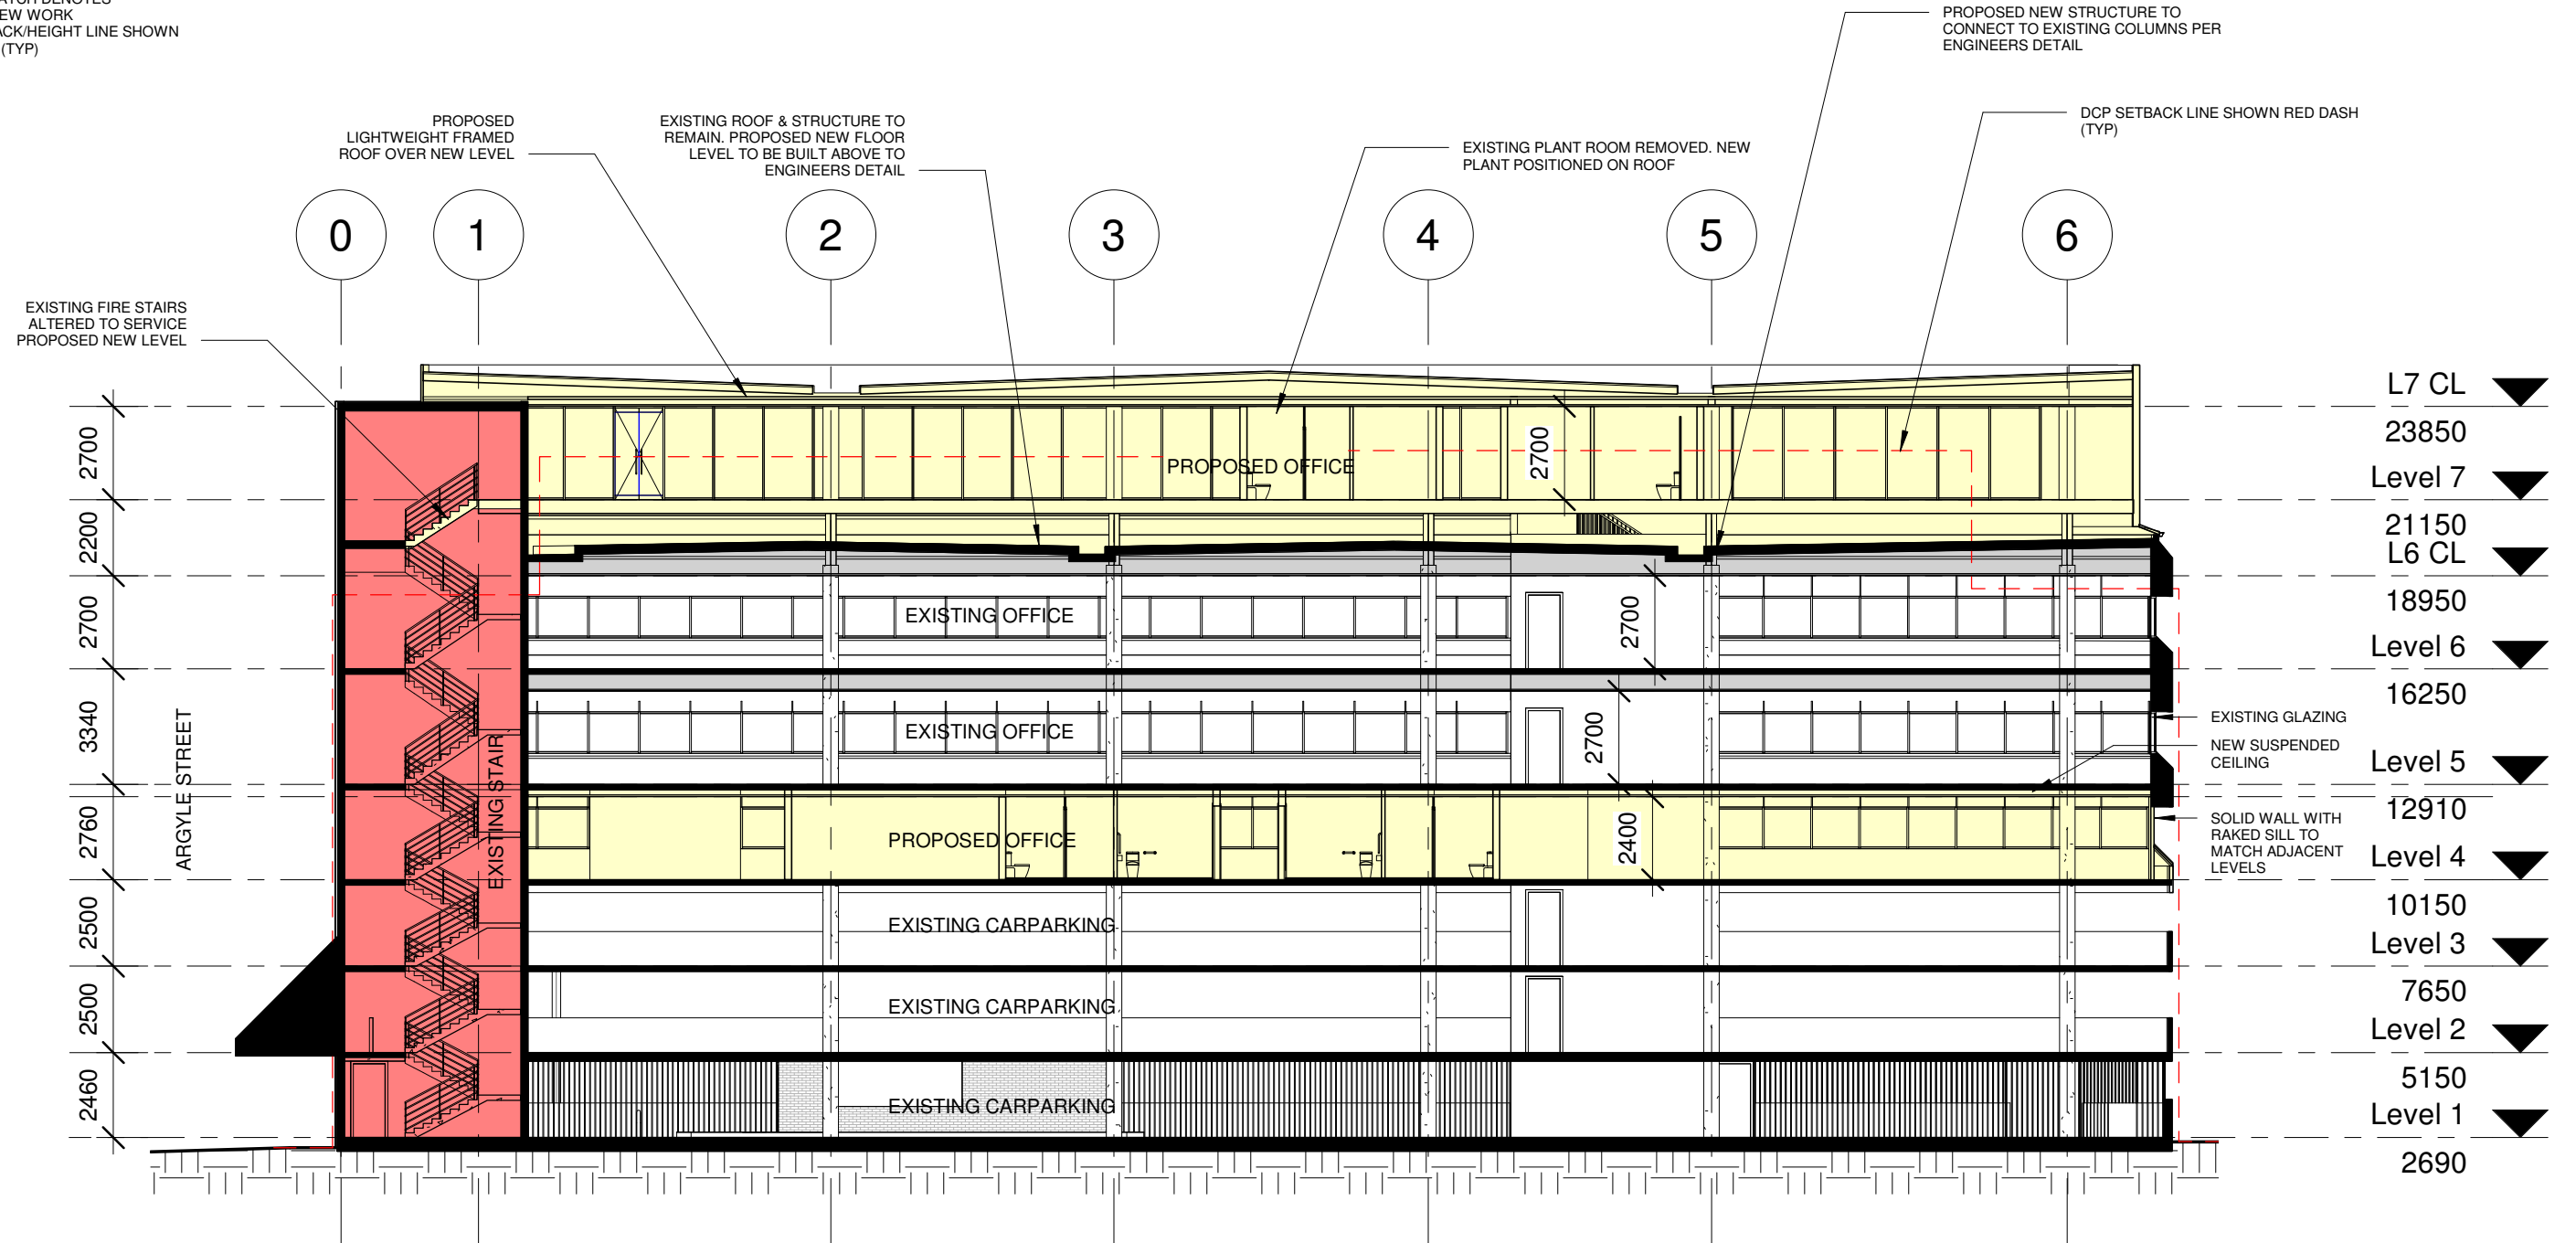 EW WORK
ACK/HEIGHT LINE SHOWN
(TYP)
PROPOSED NEW STRUCTURE TO
CONNECT TO EXISTING COLUMNS PER
ENGINEERS DETAIL
PROPOSED
LIGHTWEIGHT FRAMED
ROOF OVER NEW LEVEL
EXISTING ROOF & STRUCTURE TO
REMAIN. PROPOSED NEW FLOOR
LEVEL TO BE BUILT ABOVE TO
ENGINEERS DETAIL
EXISTING PLANT ROOM REMOVED. NEW
PLANT POSITIONED ON ROOF
DCP SETBACK LINE SHOWN RED DASH
(TYP)
0
1
2
3
4
5
6
EXISTING FIRE STAIRS
ALTERED TO SERVICE
PROPOSED NEW LEVEL
2700
2200
2700
3340
2760
2500
2500
2460
ARGYLE STREET
EXISTING STAIR
PROPOSED OFFICE
2700
EXISTING OFFICE
2700
EXISTING OFFICE
2700
PROPOSED OFFICE
2400
EXISTING CARPARKING
EXISTING CARPARKING
EXISTING CARPARKING
EXISTING GLAZING
NEW SUSPENDED
CEILING
SOLID WALL WITH
RAKED SILL TO
MATCH ADJACENT
LEVELS
L7 CL
23850
Level 7
21150
L6 CL
18950
Level 6
16250
Level 5
12910
Level 4
10150
Level 3
7650
Level 2
5150
Level 1
2690